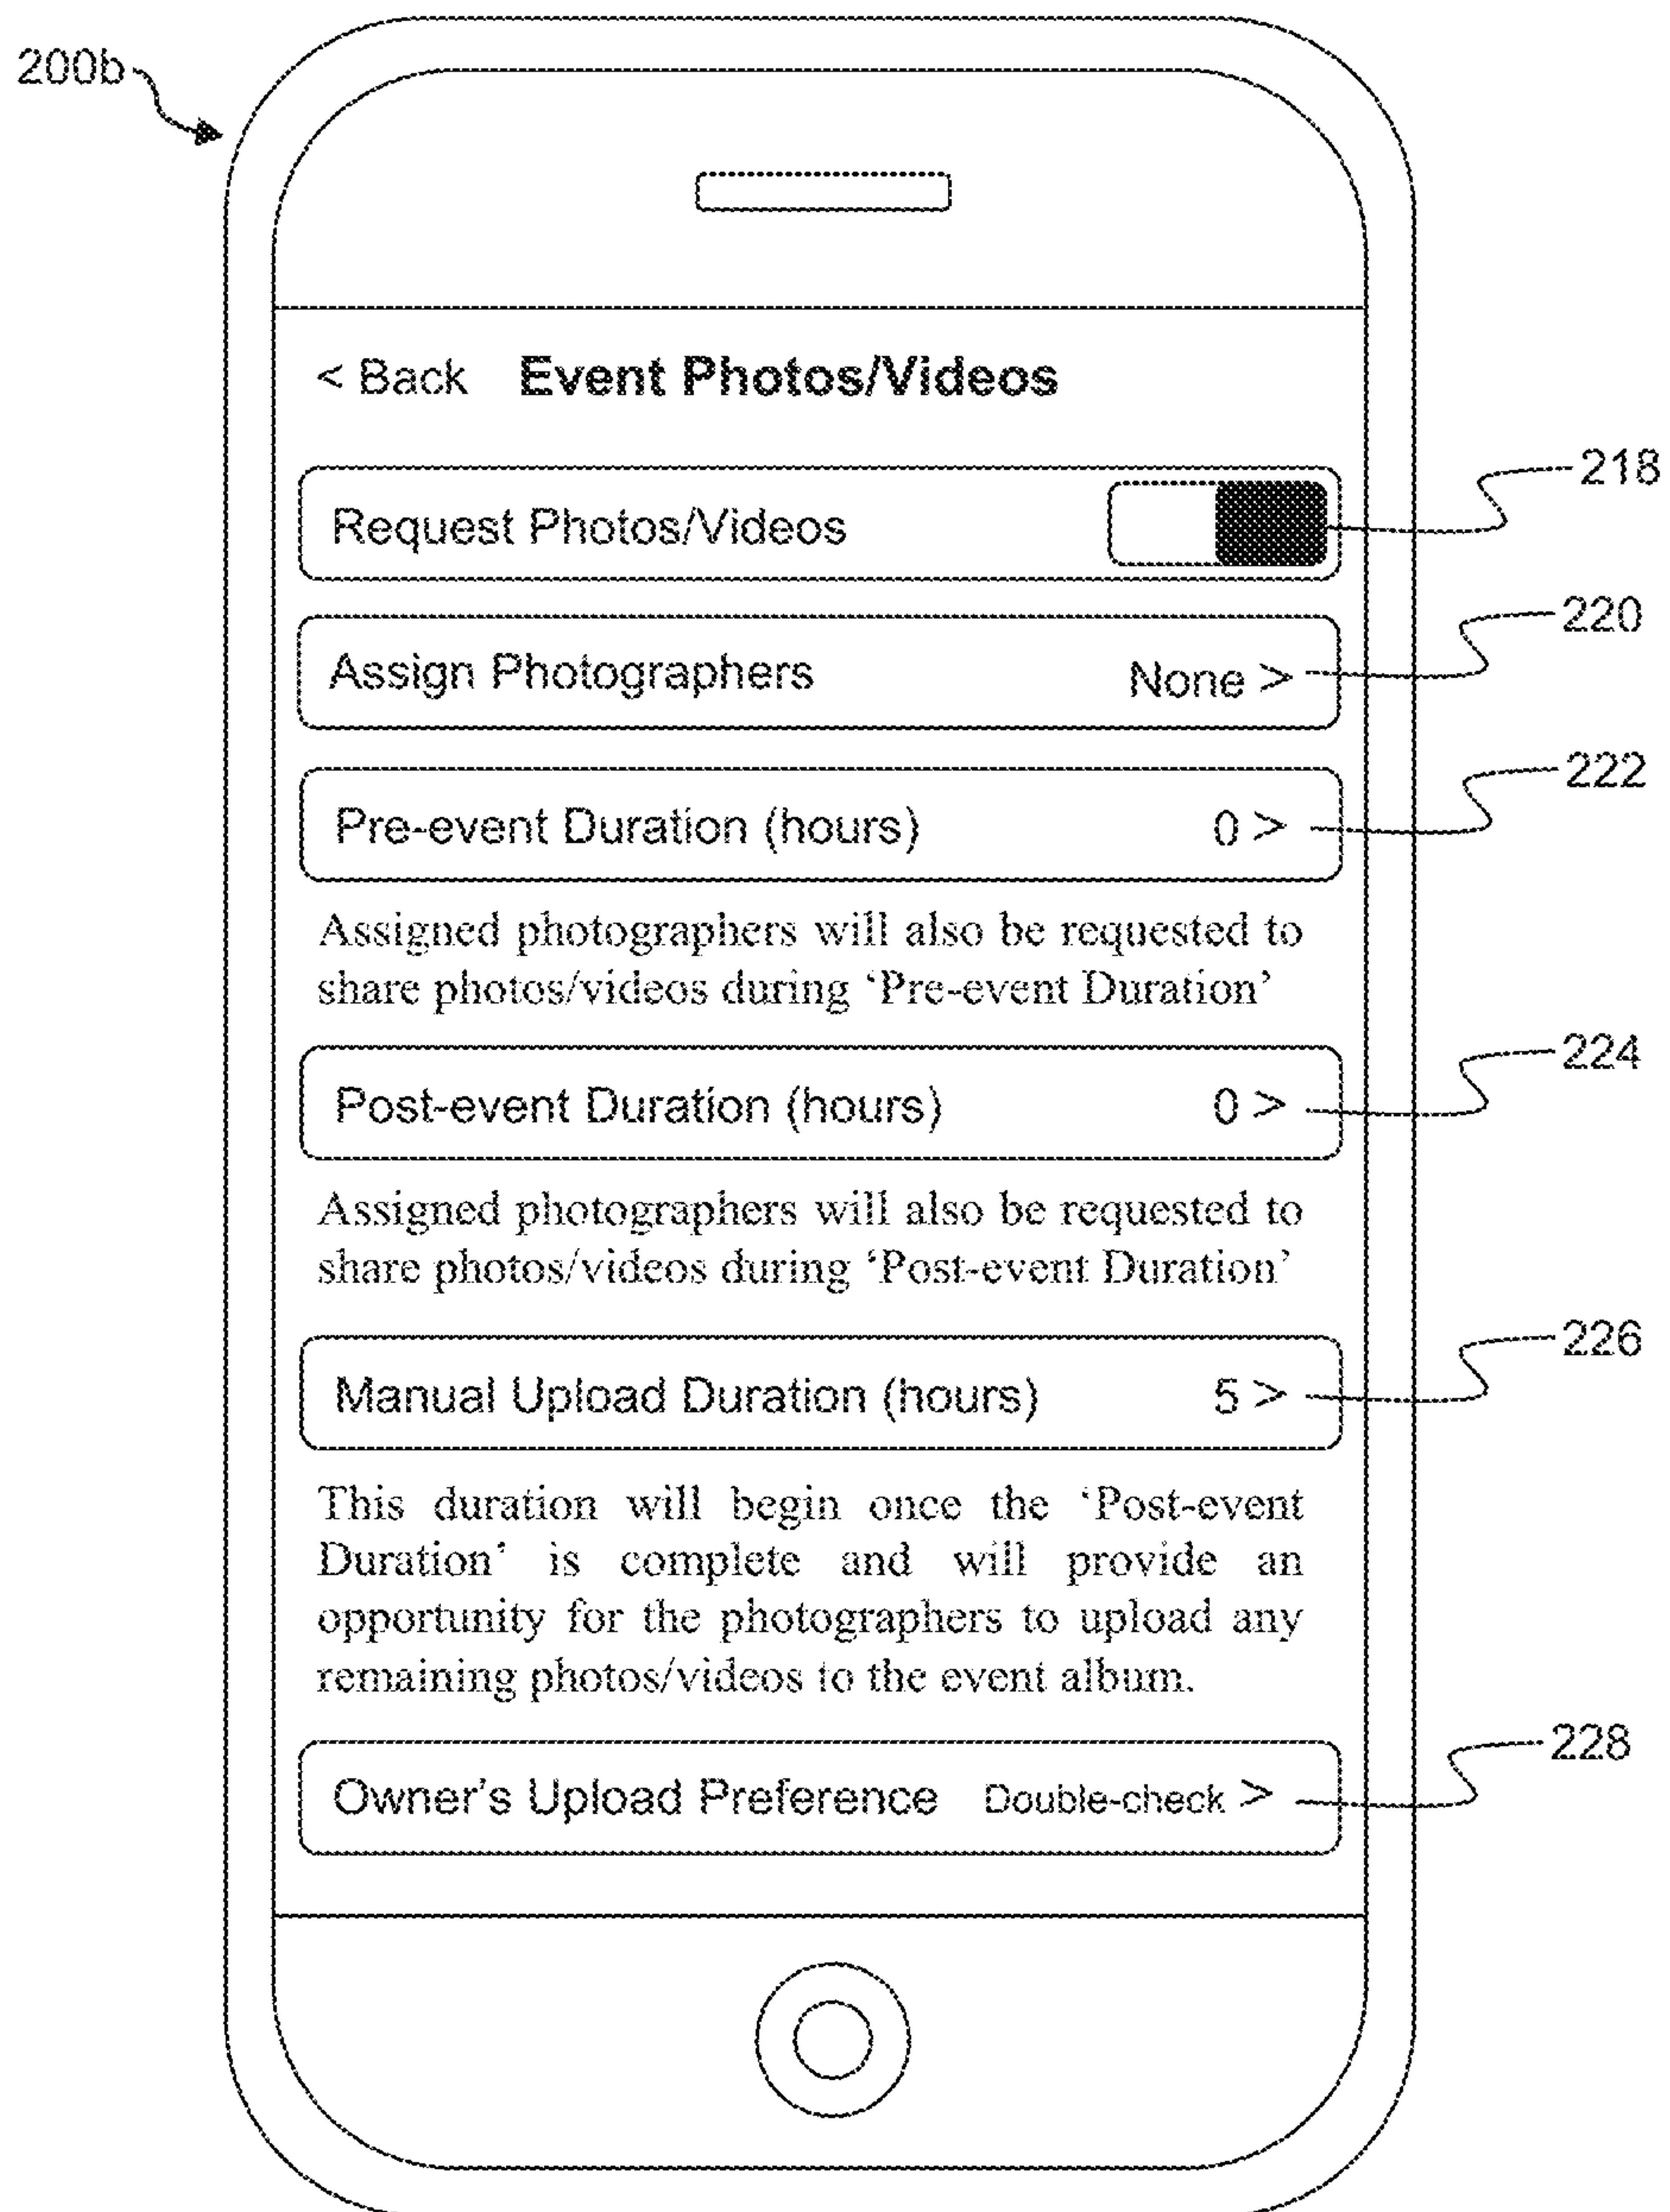 200b
< Back Event Photos/Videos
Request Photos/Videos
218
Assign Photographers None >
220
Pre-event Duration (hours) 0 >
222
Assigned photographers will also be requested to
share photos/videos during ‘Pre-event Duration’
Post-event Duration (hours) 0 >
224
Assigned photographers will also be requested to
share photos/videos during ‘Post-event Duration’
Manual Upload Duration (hours) 5 >
226
This duration will begin once the ‘Post-event
Duration’ is complete and will provide an
opportunity for the photographers to upload any
remaining photos/videos to the event album.
Owner’s Upload Preference Double-check >
228